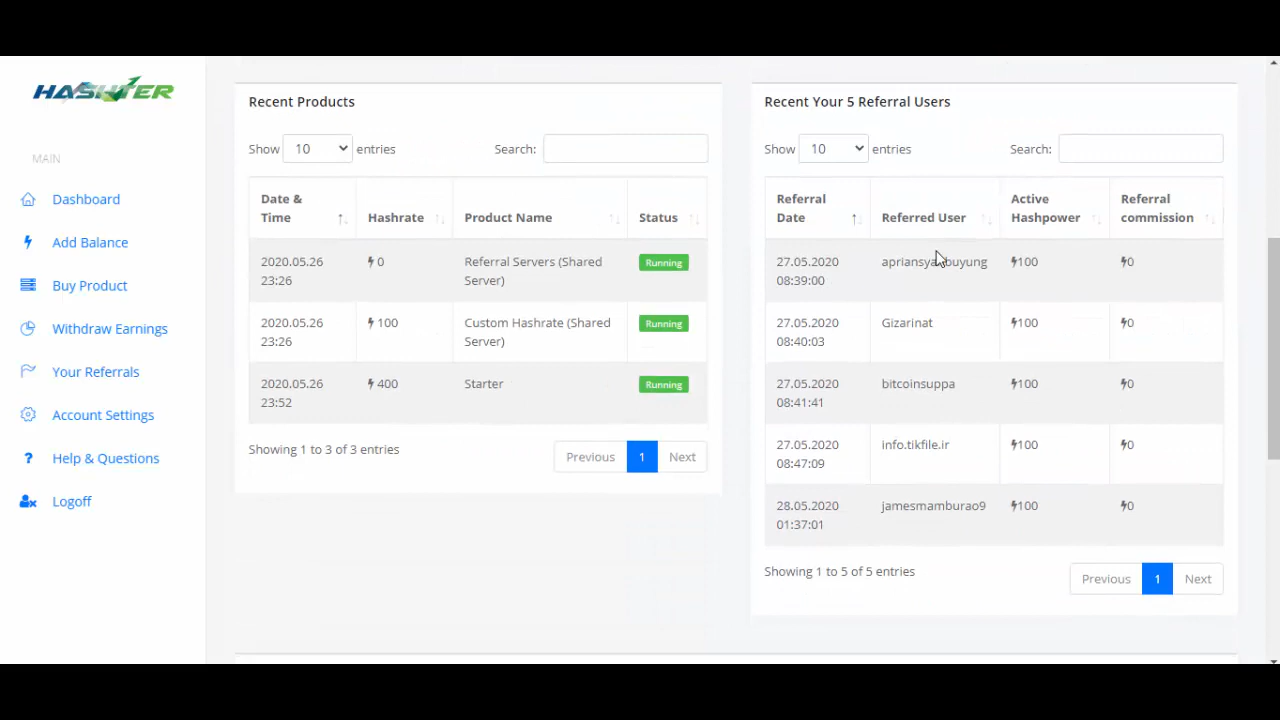 HASHTER
MAIN
Dashboard
Add Balance
Buy Product
Withdraw Earnings
Your Referrals
Account Settings
Help & Questions
Logoff
Recent Products
Show 10 entries
Search:
Date &
Time
Hashrate
Product Name
Status
2020.05.26
23:26
0
Referral Servers (Shared
Server)
Running
2020.05.26
23:26
100
Custom Hashrate (Shared
Server)
Running
2020.05.26
23:52
400
Starter
Running
Showing 1 to 3 of 3 entries
Previous 1 Next
Recent Your 5 Referral Users
Show 10 entries
Search:
Referral
Date
Referred User
Active
Hashpower
Referral
commission
27.05.2020
08:39:00
100
0
27.05.2020
08:40:03
Gizarinat
100
0
27.05.2020
08:41:41
bitcoinsuppa
100
0
27.05.2020
08:47:09
info.tikfile.ir
100
0
28.05.2020
01:37:01
jamesmamburao9
100
0
Showing 1 to 5 of 5 entries
Previous 1 Next